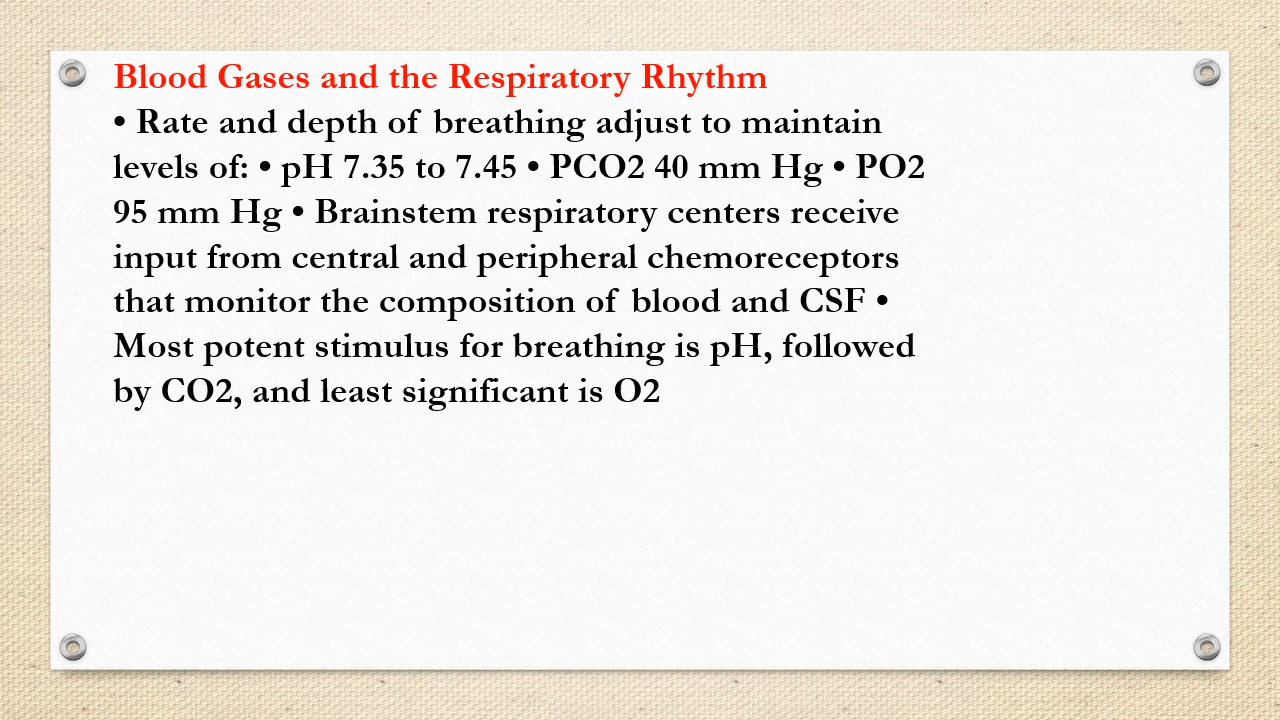 Blood Gases and the Respiratory Rhythm
• Rate and depth of breathing adjust to maintain
levels of: • pH 7.35 to 7.45 • PCO2 40 mm Hg • PO2
95 mm Hg • Brainstem respiratory centers receive
input from central and peripheral chemoreceptors
that monitor the composition of blood and CSF •
Most potent stimulus for breathing is pH, followed
by CO2, and least significant is O2